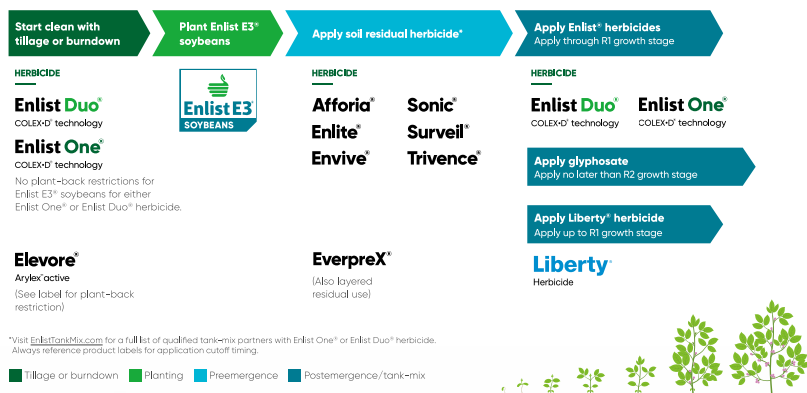 Start clean with
tillage or burndown
Plant Enlist E3®
soybeans
Apply soil residual herbicide*
Apply Enlist® herbicides
Apply through R1 growth stage
HERBICIDE
Enlist Duo®
COLEX•D® technology
Enlist One®
COLEX•D® technology
No plant-back restrictions for
Enlist E3® soybeans for either
Enlist One® or Enlist Duo® herbicide.
Elevore®
Arylex™ active
(See label for plant-back
restriction)
Enlist E3®
SOYBEANS
HERBICIDE
Afforia® Sonic®
Enlite® Surveil®
Envive® Trivence®
EverpreX®
(Also layered
residual use)
HERBICIDE
Enlist Duo® Enlist One®
COLEX•D® technology COLEX•D® technology
Apply glyphosate
Apply no later than R2 growth stage
Apply Liberty® herbicide
Apply up to R1 growth stage
Liberty®
Herbicide
*Visit EnlistTankMix.com for a full list of qualified tank-mix partners with Enlist One® or Enlist Duo® herbicide.
Always reference product labels for application cutoff timing.
Tillage or burndown Planting Preemergence Postemergence/tank-mix